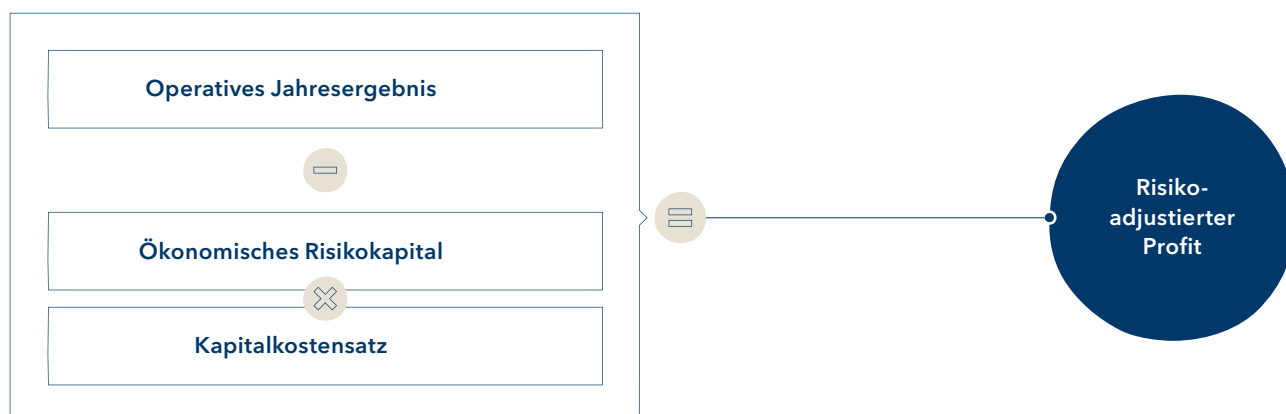 Operatives Jahresergebnis
Ökonomisches Risikokapital
Kapitalkostensatz
Risiko-
adjustierter
Profit